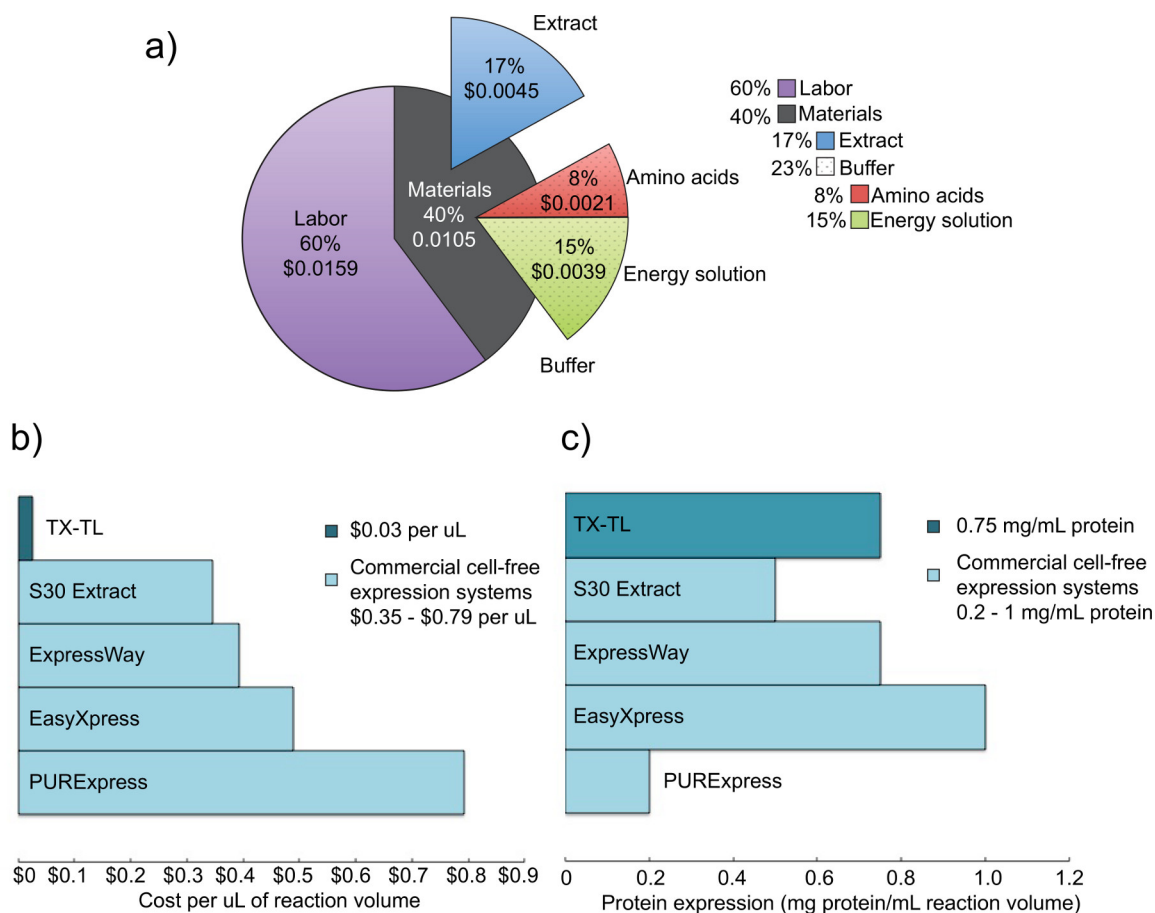 a)
Extract
17%
$0.0045
Amino acids
8%
$0.0021
Materials
40%
0.0105
Labor
60%
$0.0159
15%
$0.0039
Energy solution
Buffer
60% Labor
40% Materials
17% Extract
23% Buffer
8% Amino acids
15% Energy solution
b)
TX-TL
S30 Extract
ExpressWay
EasyXpress
PURExpress
$0.03 per uL
Commercial cell-free
expression systems
$0.35 - $0.79 per uL
$0 $0.1 $0.2 $0.3 $0.4 $0.5 $0.6 $0.7 $0.8 $0.9
Cost per uL of reaction volume
c)
TX-TL
S30 Extract
ExpressWay
EasyXpress
PURExpress
0.75 mg/mL protein
Commercial cell-free
expression systems
0.2 - 1 mg/mL protein
0 0.2 0.4 0.6 0.8 1.0 1.2
Protein expression (mg protein/mL reaction volume)